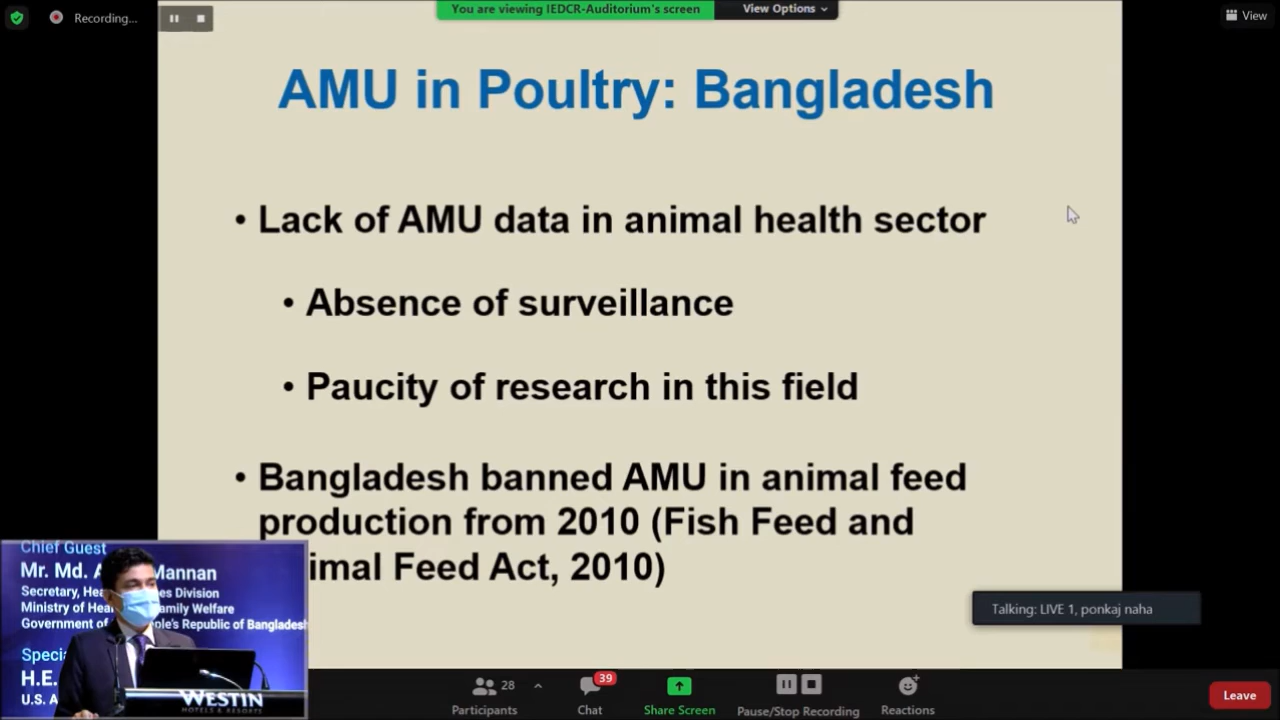 Recording...
You are viewing IEDCR-Auditorium's screen
View Options
View
AMU in Poultry: Bangladesh
• Lack of AMU data in animal health sector
• Absence of surveillance
• Paucity of research in this field
• Bangladesh banned AMU in animal feed
production from 2010 (Fish Feed and
imal Feed Act, 2010)
Chief Guest
Mr. Md. A Mannan
Secretary, Hea es Division
Ministry of Hea amily Welfare
Government of ple's Republic of Bangladesh
Specia
H.E.
U.S. A
WESTIN
HOTELS & RESORTS
Talking: LIVE 1, ponkaj naha
28
Participants
39
Chat
Share Screen
Pause/Stop Recording
Reactions
Leave